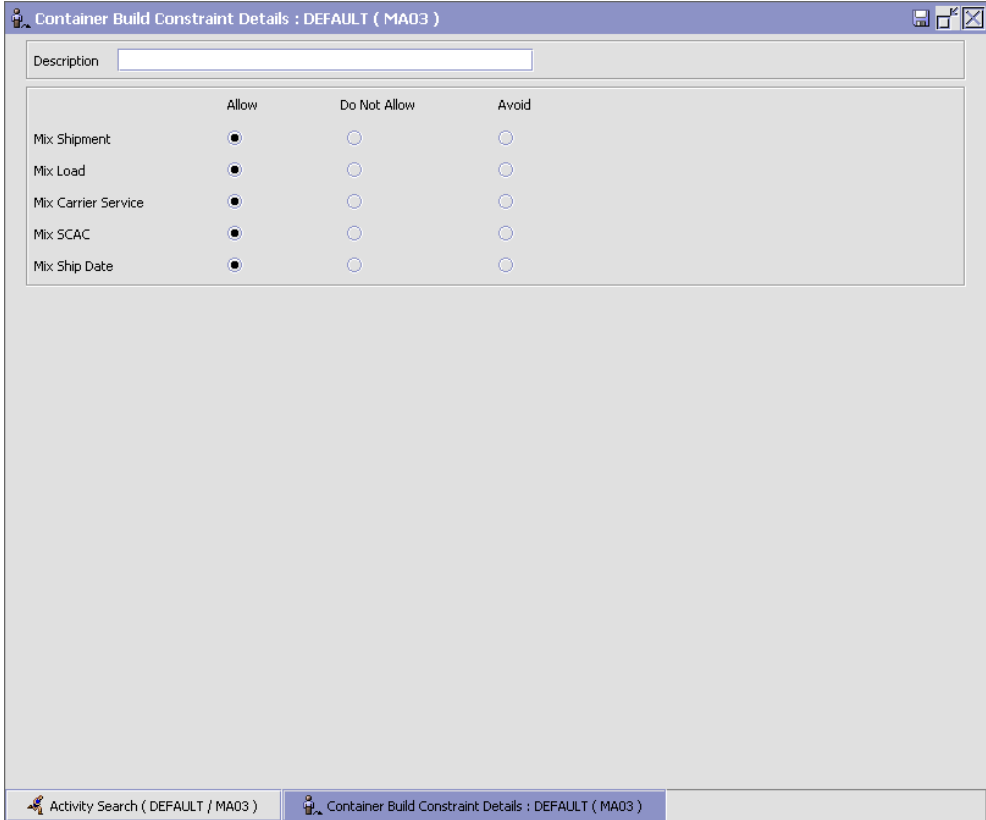 Container Build Constraint Details : DEFAULT ( MA03 )
Description
Allow Do Not Allow Avoid
Mix Shipment
Mix Load
Mix Carrier Service
Mix SCAC
Mix Ship Date
Activity Search ( DEFAULT / MA03 ) Container Build Constraint Details : DEFAULT ( MA03 )